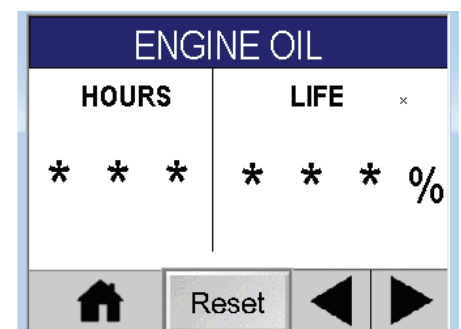 ENGINE OIL
HOURS LIFE ×
* * * * * * %
Reset